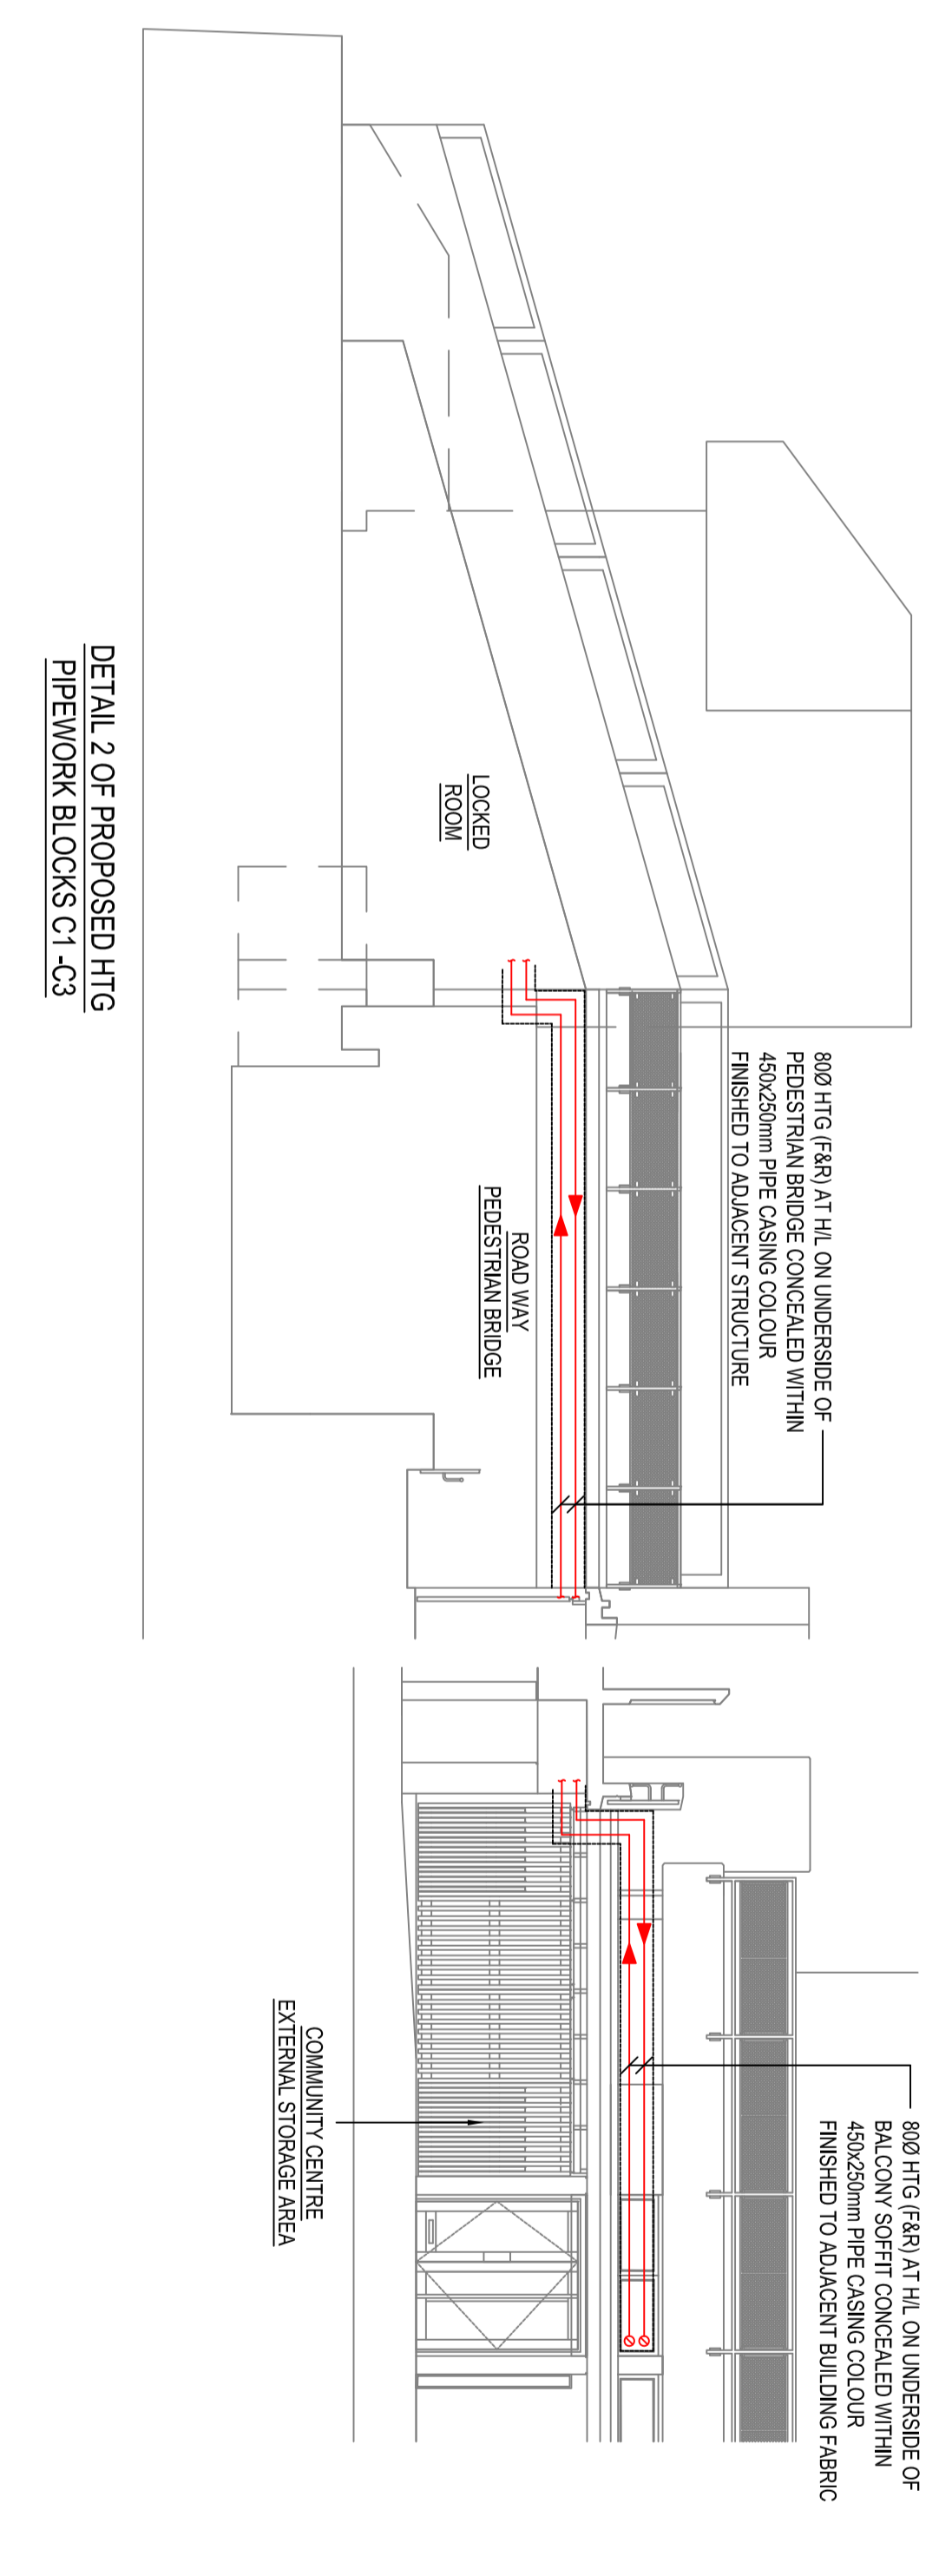 80Ø HTG (F&R) AT H/L ON UNDERSIDE OF
PEDESTRIAN BRIDGE CONCEALED WITHIN
450x250mm PIPE CASING COLOUR
FINISHED TO ADJACENT STRUCTURE
80Ø HTG (F&R) AT H/L ON UNDERSIDE OF
BALCONY SOFFIT CONCEALED WITHIN
450x250mm PIPE CASING COLOUR
FINISHED TO ADJACENT BUILDING FABRIC
LOCKED
ROOM
ROAD WAY
PEDESTRIAN BRIDGE
COMMUNITY CENTRE
EXTERNAL STORAGE AREA
DETAIL 2 OF PROPOSED HTG
PIPEWORK BLOCKS C1 -C3